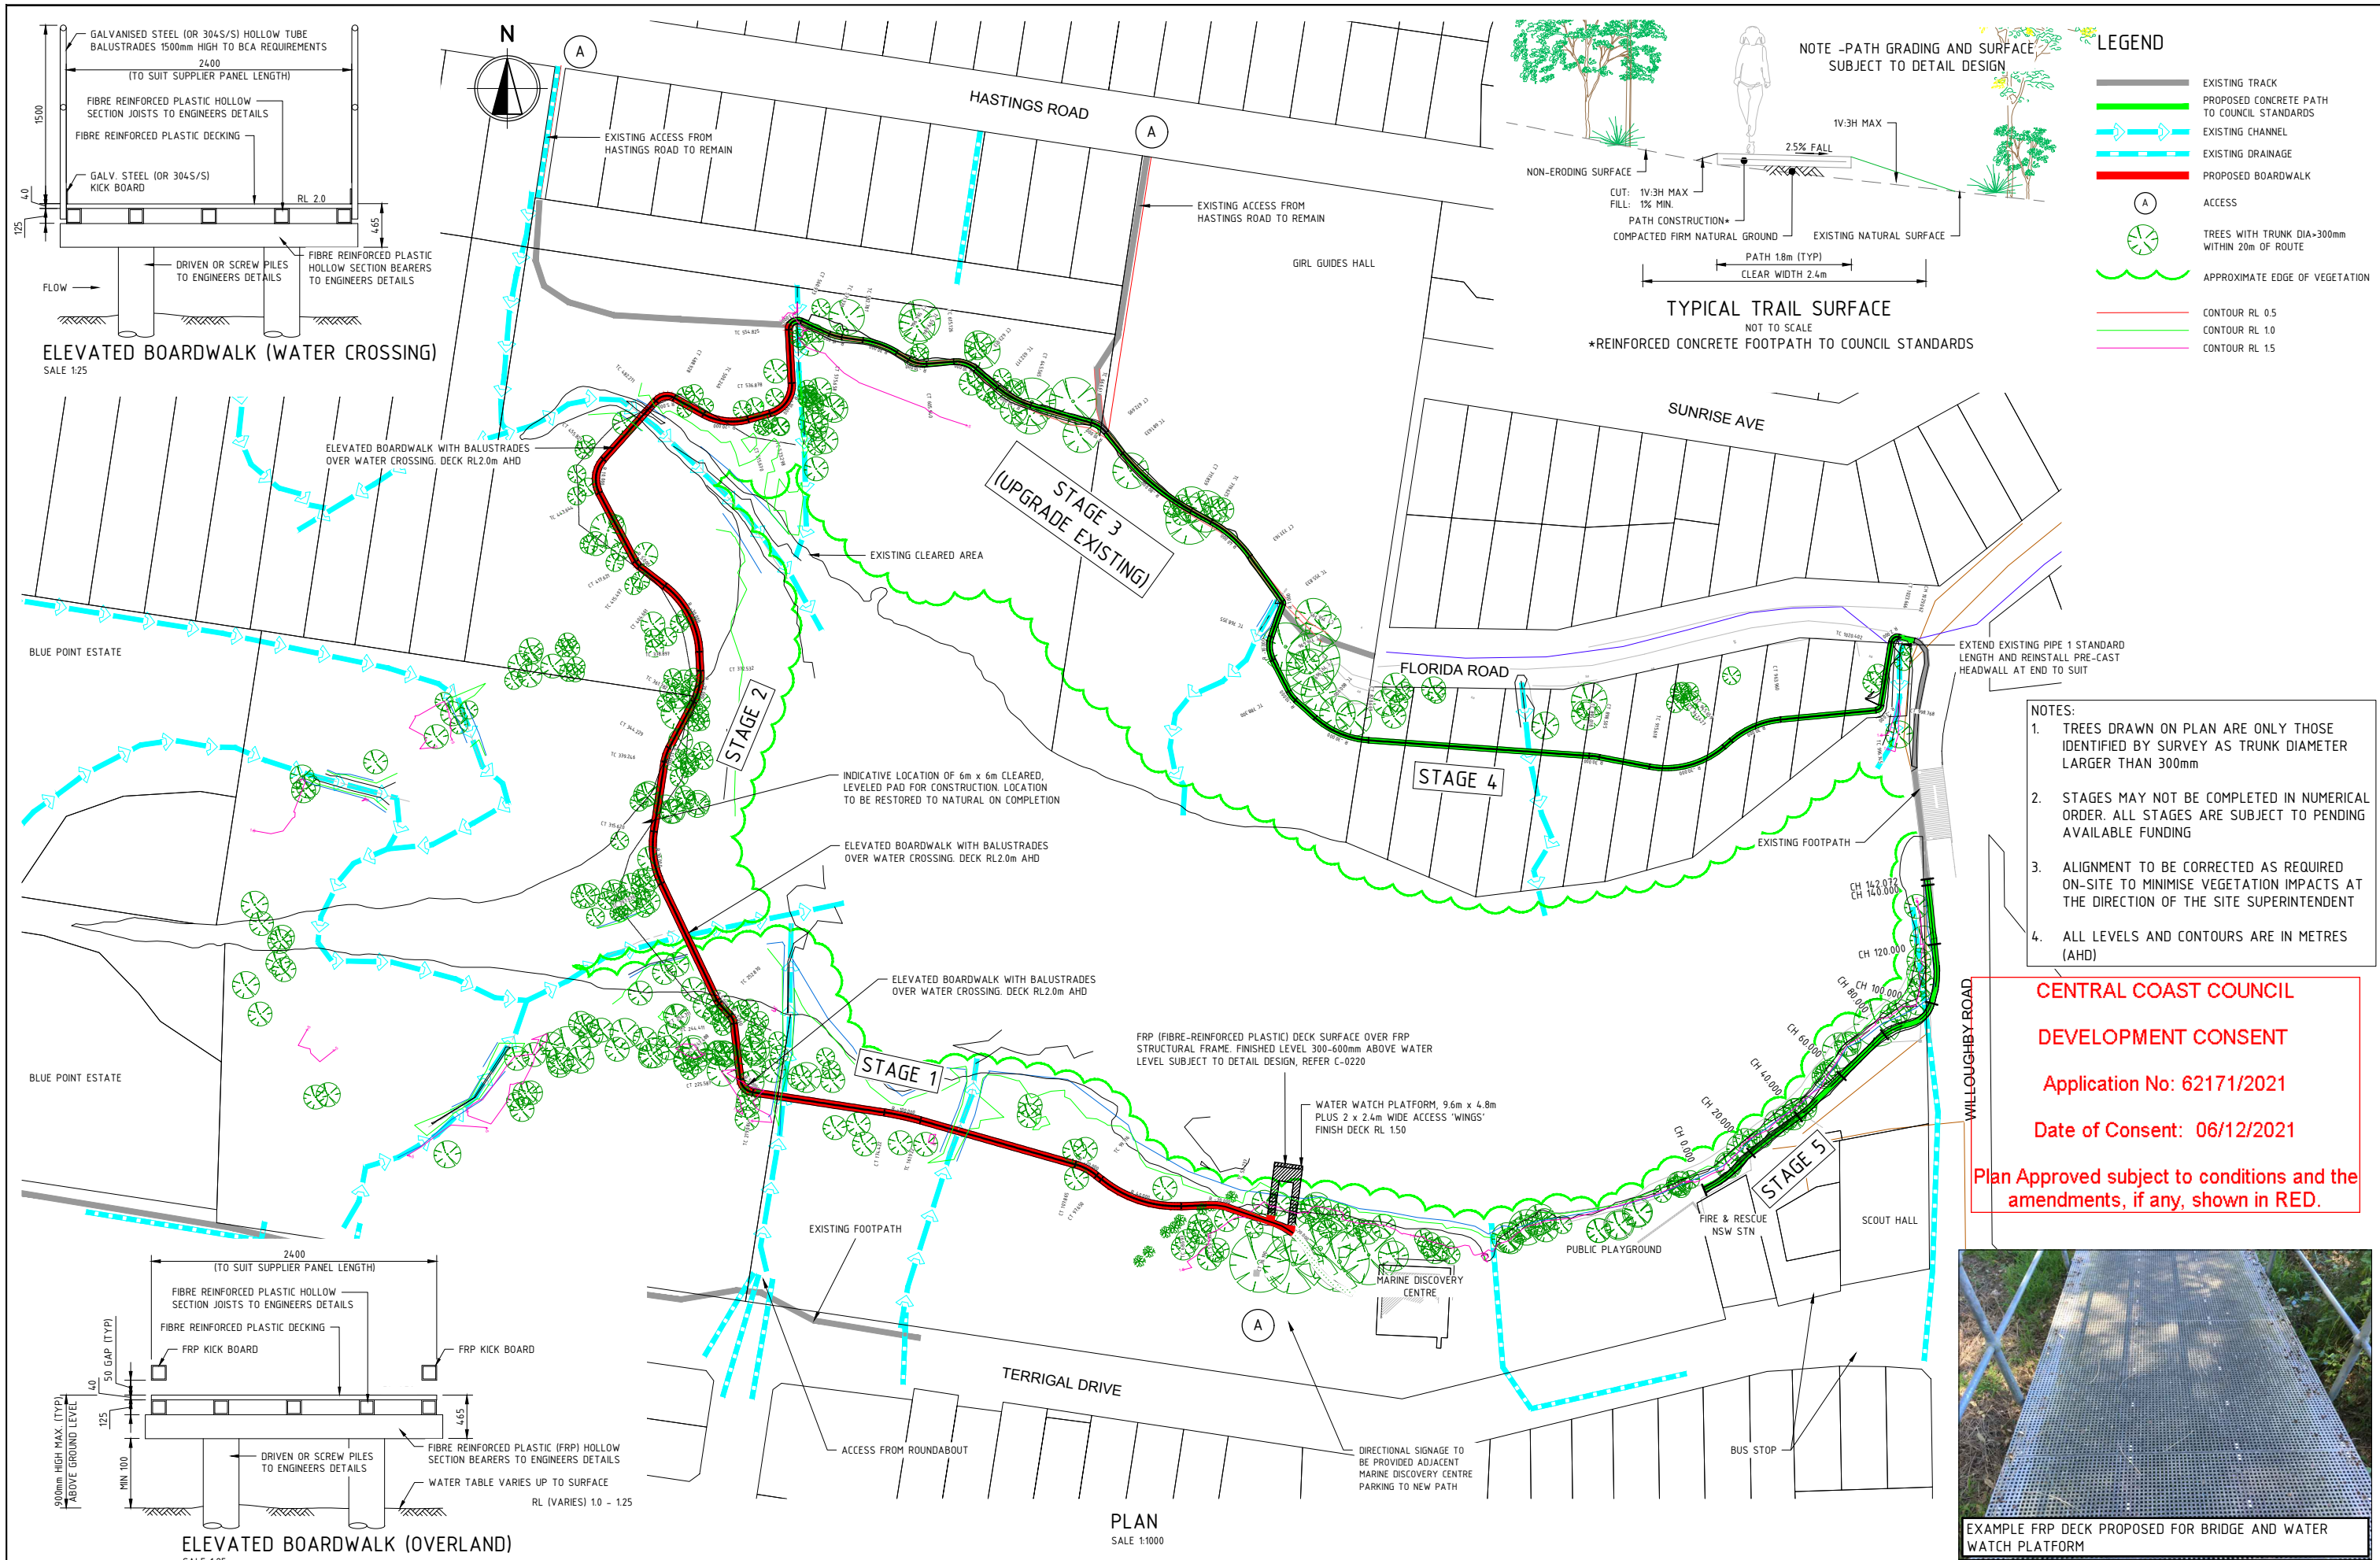 GALVANISED STEEL (OR 304S/S) HOLLOW TUBE
BALUSTRADES 1500mm HIGH TO BCA REQUIREMENTS
2400
(TO SUIT SUPPLIER PANEL LENGTH)
1500
FIBRE REINFORCED PLASTIC HOLLOW
SECTION JOISTS TO ENGINEERS DETAILS
FIBRE REINFORCED PLASTIC DECKING
GALV. STEEL (OR 304S/S)
KICK BOARD
40
125
RL 2.0
465
FIBRE REINFORCED PLASTIC
HOLLOW SECTION BEARERS
TO ENGINEERS DETAILS
DRIVEN OR SCREW PILES
TO ENGINEERS DETAILS
FLOW
ELEVATED BOARDWALK (WATER CROSSING)
SALE 1:25
N
A
HASTINGS ROAD
A
EXISTING ACCESS FROM
HASTINGS ROAD TO REMAIN
EXISTING ACCESS FROM
HASTINGS ROAD TO REMAIN
GIRL GUIDES HALL
NOTE -PATH GRADING AND SURFACE
SUBJECT TO DETAIL DESIGN
1V:3H MAX
2.5% FALL
NON-ERODING SURFACE
CUT: 1V:3H MAX
FILL: 1% MIN.
PATH CONSTRUCTION*
COMPACTED FIRM NATURAL GROUND
EXISTING NATURAL SURFACE
PATH 1.8m (TYP)
CLEAR WIDTH 2.4m
TYPICAL TRAIL SURFACE
NOT TO SCALE
*REINFORCED CONCRETE FOOTPATH TO COUNCIL STANDARDS
LEGEND
EXISTING TRACK
PROPOSED CONCRETE PATH
TO COUNCIL STANDARDS
EXISTING CHANNEL
EXISTING DRAINAGE
PROPOSED BOARDWALK
A
ACCESS
TREES WITH TRUNK DIA>300mm
WITHIN 20m OF ROUTE
APPROXIMATE EDGE OF VEGETATION
CONTOUR RL 0.5
CONTOUR RL 1.0
CONTOUR RL 1.5
SUNRISE AVE
ELEVATED BOARDWALK WITH BALUSTRADES
OVER WATER CROSSING. DECK RL2.0m AHD
STAGE 3
(UPGRADE EXISTING)
EXISTING CLEARED AREA
BLUE POINT ESTATE
STAGE 2
FLORIDA ROAD
EXTEND EXISTING PIPE 1 STANDARD
LENGTH AND REINSTALL PRE-CAST
HEADWALL AT END TO SUIT
STAGE 4
INDICATIVE LOCATION OF 6m x 6m CLEARED,
LEVELED PAD FOR CONSTRUCTION. LOCATION
TO BE RESTORED TO NATURAL ON COMPLETION
ELEVATED BOARDWALK WITH BALUSTRADES
OVER WATER CROSSING. DECK RL2.0m AHD
EXISTING FOOTPATH
NOTES:
1. TREES DRAWN ON PLAN ARE ONLY THOSE
IDENTIFIED BY SURVEY AS TRUNK DIAMETER
LARGER THAN 300mm
2. STAGES MAY NOT BE COMPLETED IN NUMERICAL
ORDER. ALL STAGES ARE SUBJECT TO PENDING
AVAILABLE FUNDING
3. ALIGNMENT TO BE CORRECTED AS REQUIRED
ON-SITE TO MINIMISE VEGETATION IMPACTS AT
THE DIRECTION OF THE SITE SUPERINTENDENT
4. ALL LEVELS AND CONTOURS ARE IN METRES
(AHD)
CH 142.072
CH 140.000
CH 120.000
CH 100.000
CH 80.000
CH 60.000
CH 40.000
CH 20.000
CH 0.000
WILLOUGHBY ROAD
CENTRAL COAST COUNCIL
DEVELOPMENT CONSENT
Application No: 62171/2021
Date of Consent: 06/12/2021
Plan Approved subject to conditions and the
amendments, if any, shown in RED.
ELEVATED BOARDWALK WITH BALUSTRADES
OVER WATER CROSSING. DECK RL2.0m AHD
STAGE 1
FRP (FIBRE-REINFORCED PLASTIC) DECK SURFACE OVER FRP
STRUCTURAL FRAME. FINISHED LEVEL 300-600mm ABOVE WATER
LEVEL SUBJECT TO DETAIL DESIGN, REFER C-0220
WATER WATCH PLATFORM, 9.6m x 4.8m
PLUS 2 x 2.4m WIDE ACCESS 'WINGS'
FINISH DECK RL 1.50
BLUE POINT ESTATE
STAGE 5
FIRE & RESCUE
NSW STN
SCOUT HALL
PUBLIC PLAYGROUND
MARINE DISCOVERY
CENTRE
EXISTING FOOTPATH
A
TERRIGAL DRIVE
ACCESS FROM ROUNDABOUT
DIRECTIONAL SIGNAGE TO
BE PROVIDED ADJACENT
MARINE DISCOVERY CENTRE
PARKING TO NEW PATH
BUS STOP
2400
(TO SUIT SUPPLIER PANEL LENGTH)
FIBRE REINFORCED PLASTIC HOLLOW
SECTION JOISTS TO ENGINEERS DETAILS
FIBRE REINFORCED PLASTIC DECKING
FRP KICK BOARD
FRP KICK BOARD
50 GAP (TYP)
40
125
465
900mm HIGH MAX. (TYP)
ABOVE GROUND LEVEL
MIN 100
FIBRE REINFORCED PLASTIC (FRP) HOLLOW
SECTION BEARERS TO ENGINEERS DETAILS
DRIVEN OR SCREW PILES
TO ENGINEERS DETAILS
WATER TABLE VARIES UP TO SURFACE
RL (VARIES) 1.0 - 1.25
ELEVATED BOARDWALK (OVERLAND)
PLAN
SALE 1:1000
EXAMPLE FRP DECK PROPOSED FOR BRIDGE AND WATER
WATCH PLATFORM